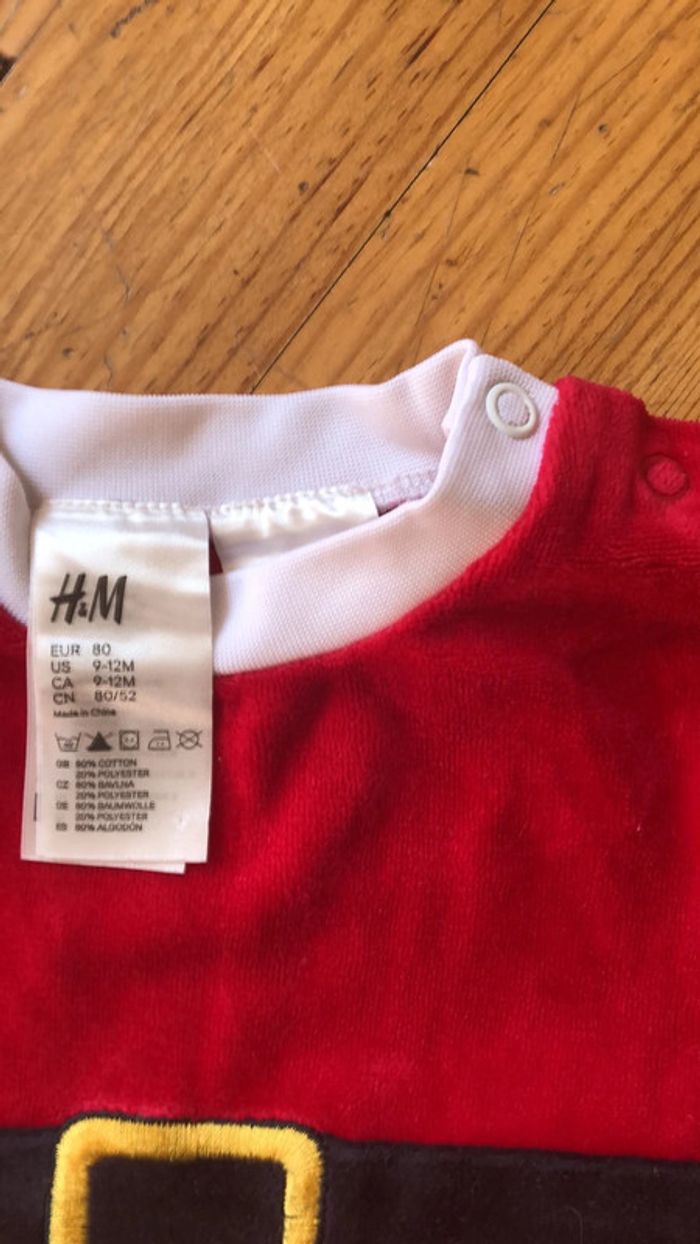 H&M
EUR 80
US 9-12M
CA 9-12M
CN 80/52
Made in China
GB 80% COTTON
20% POLYESTER
CZ 80% BAVLNA
20% POLYESTER
DE 80% BAUMWOLLE
20% POLYESTER
ES 80% ALGODÓN